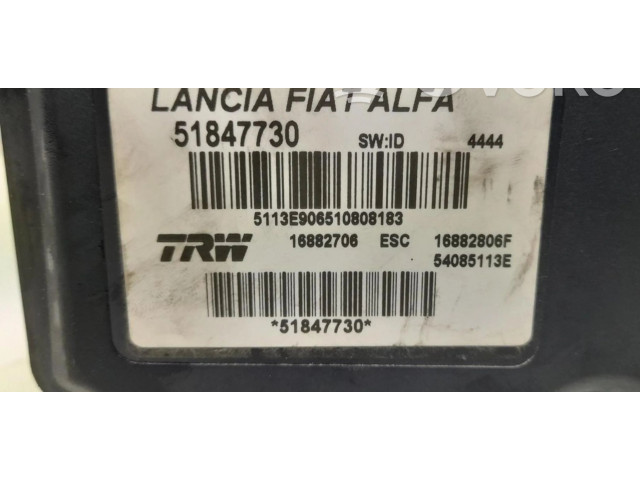 LANCIA FIAT ALFA
51847730 SW:ID 4444
5113E906510808183
TRW 16882706 ESC 16882806F
54085113E
*51847730*